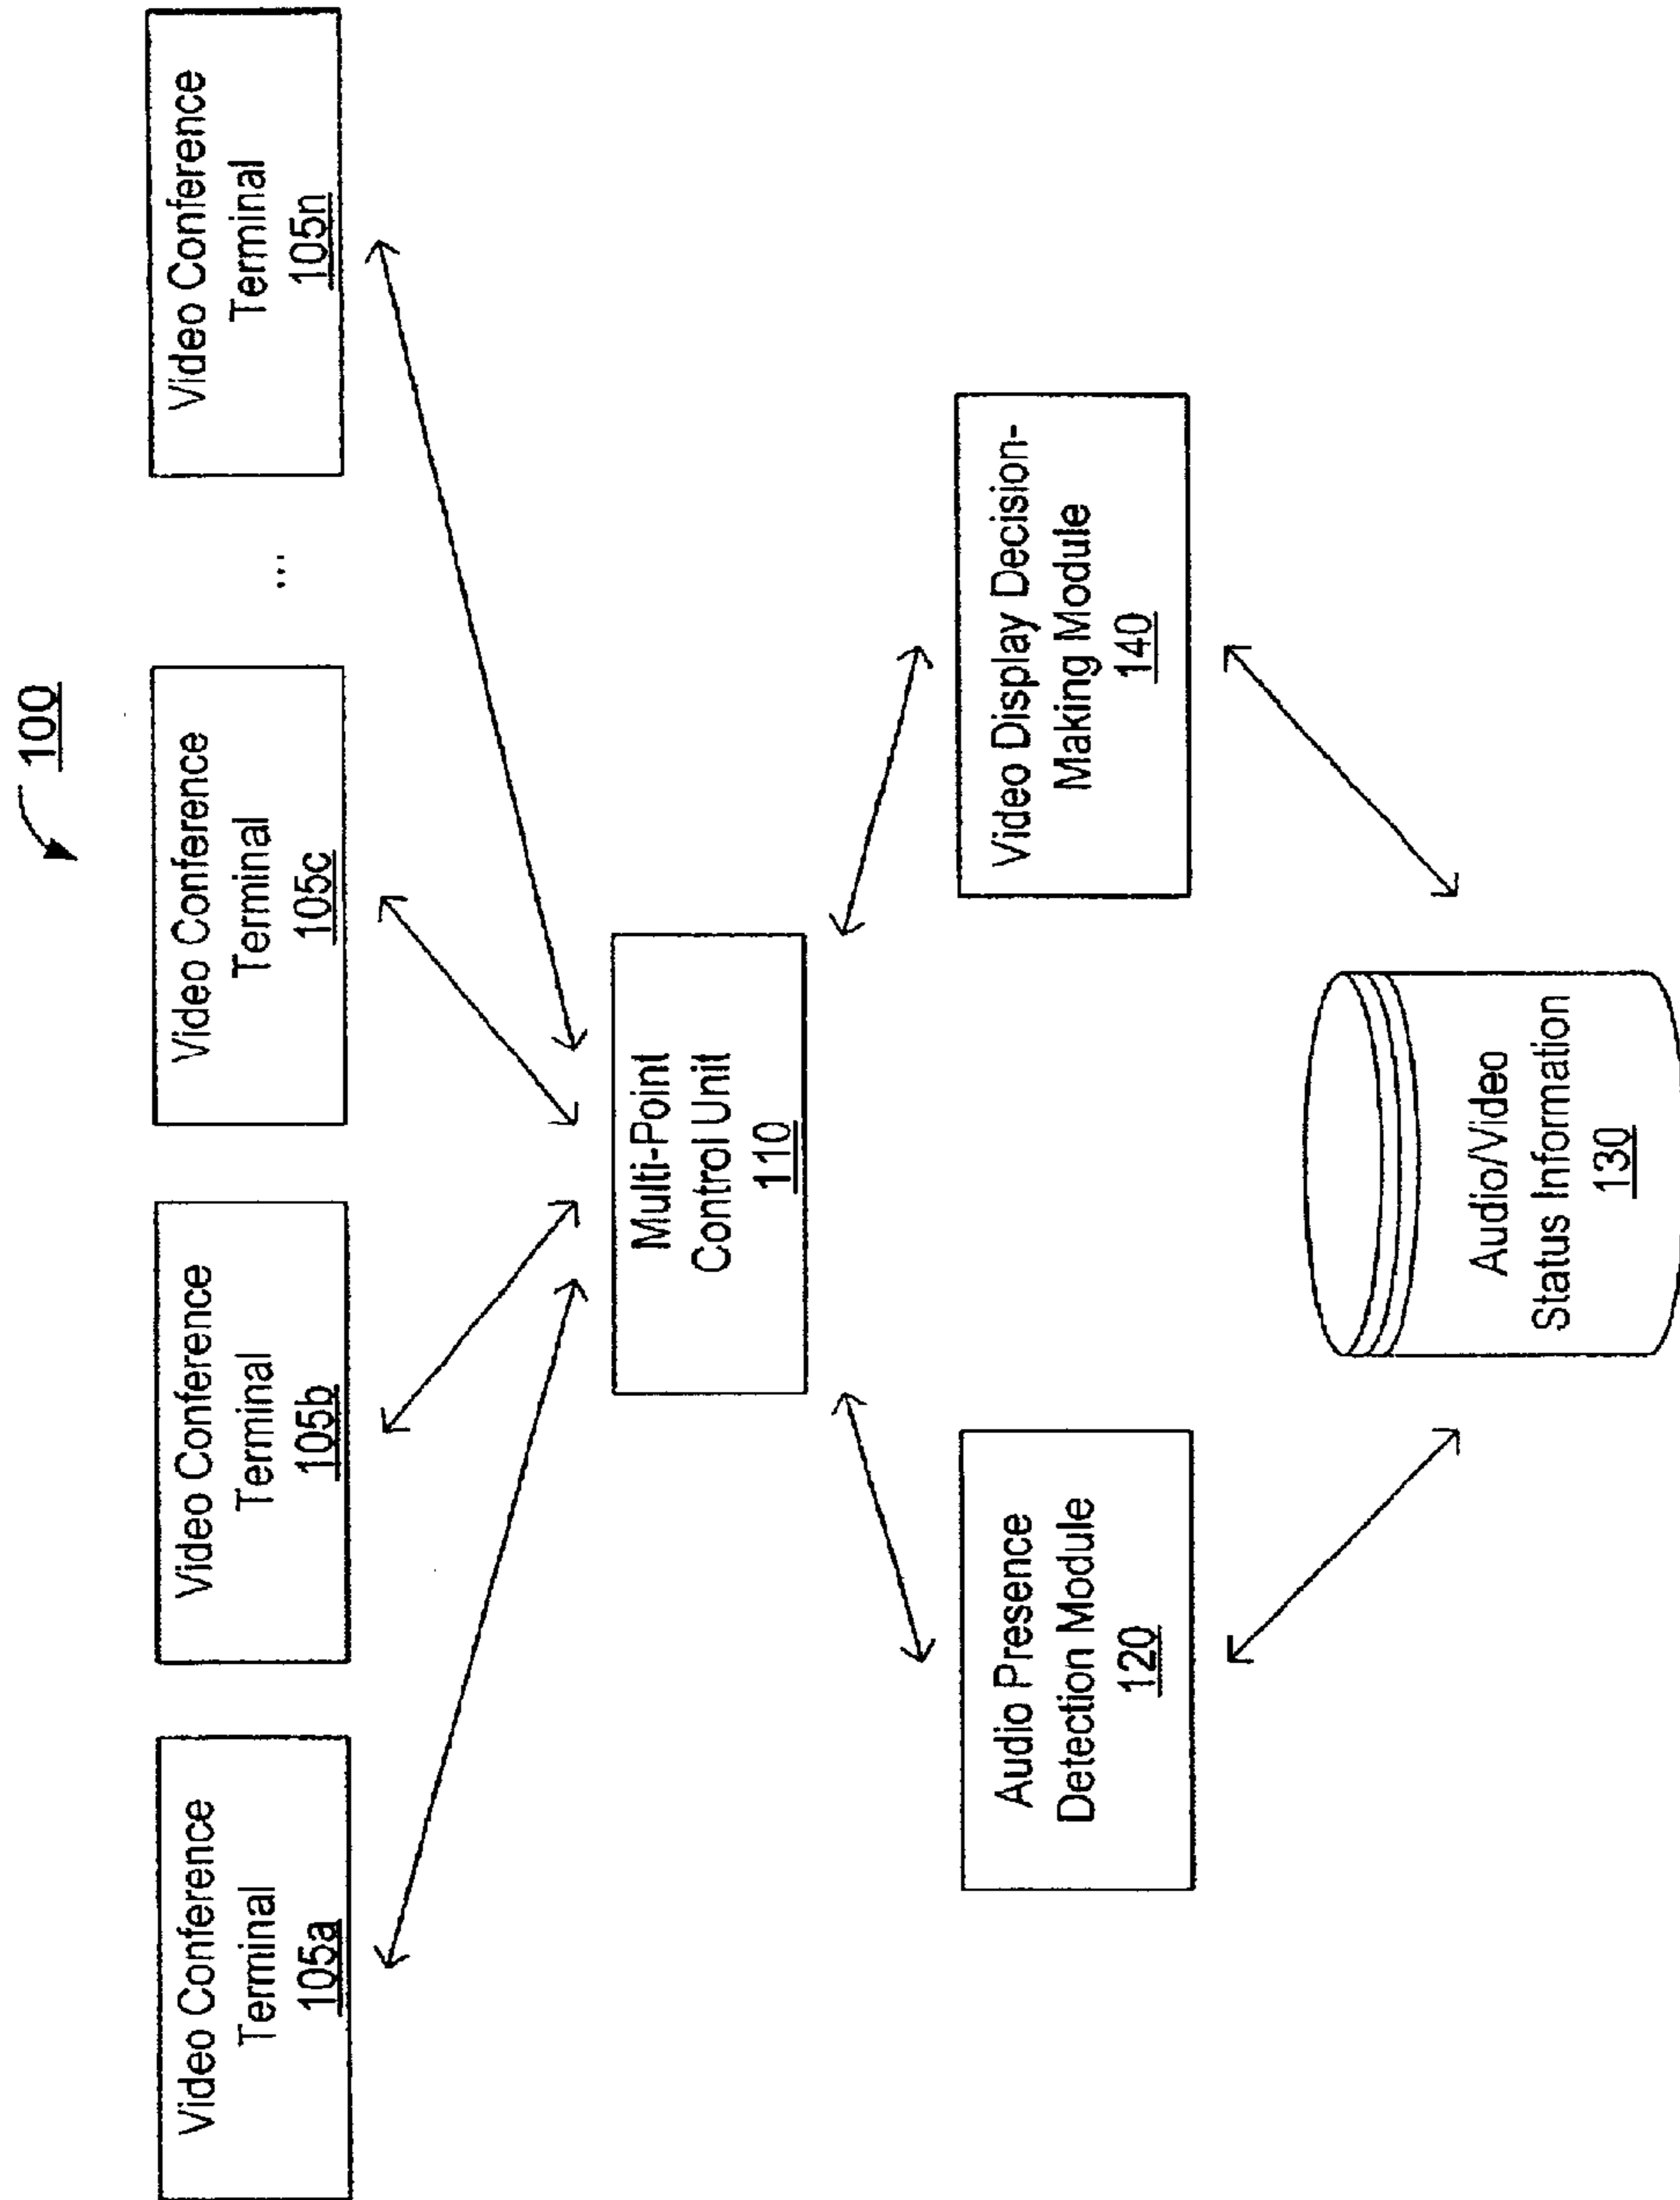 100
Video Conference
Terminal
105a
Video Conference
Terminal
105b
Video Conference
Terminal
105c
...
Video Conference
Terminal
105n
Multi-Point
Control Unit
110
Audio Presence
Detection Module
120
Video Display Decision-
Making Module
140
Audio/Video
Status Information
130